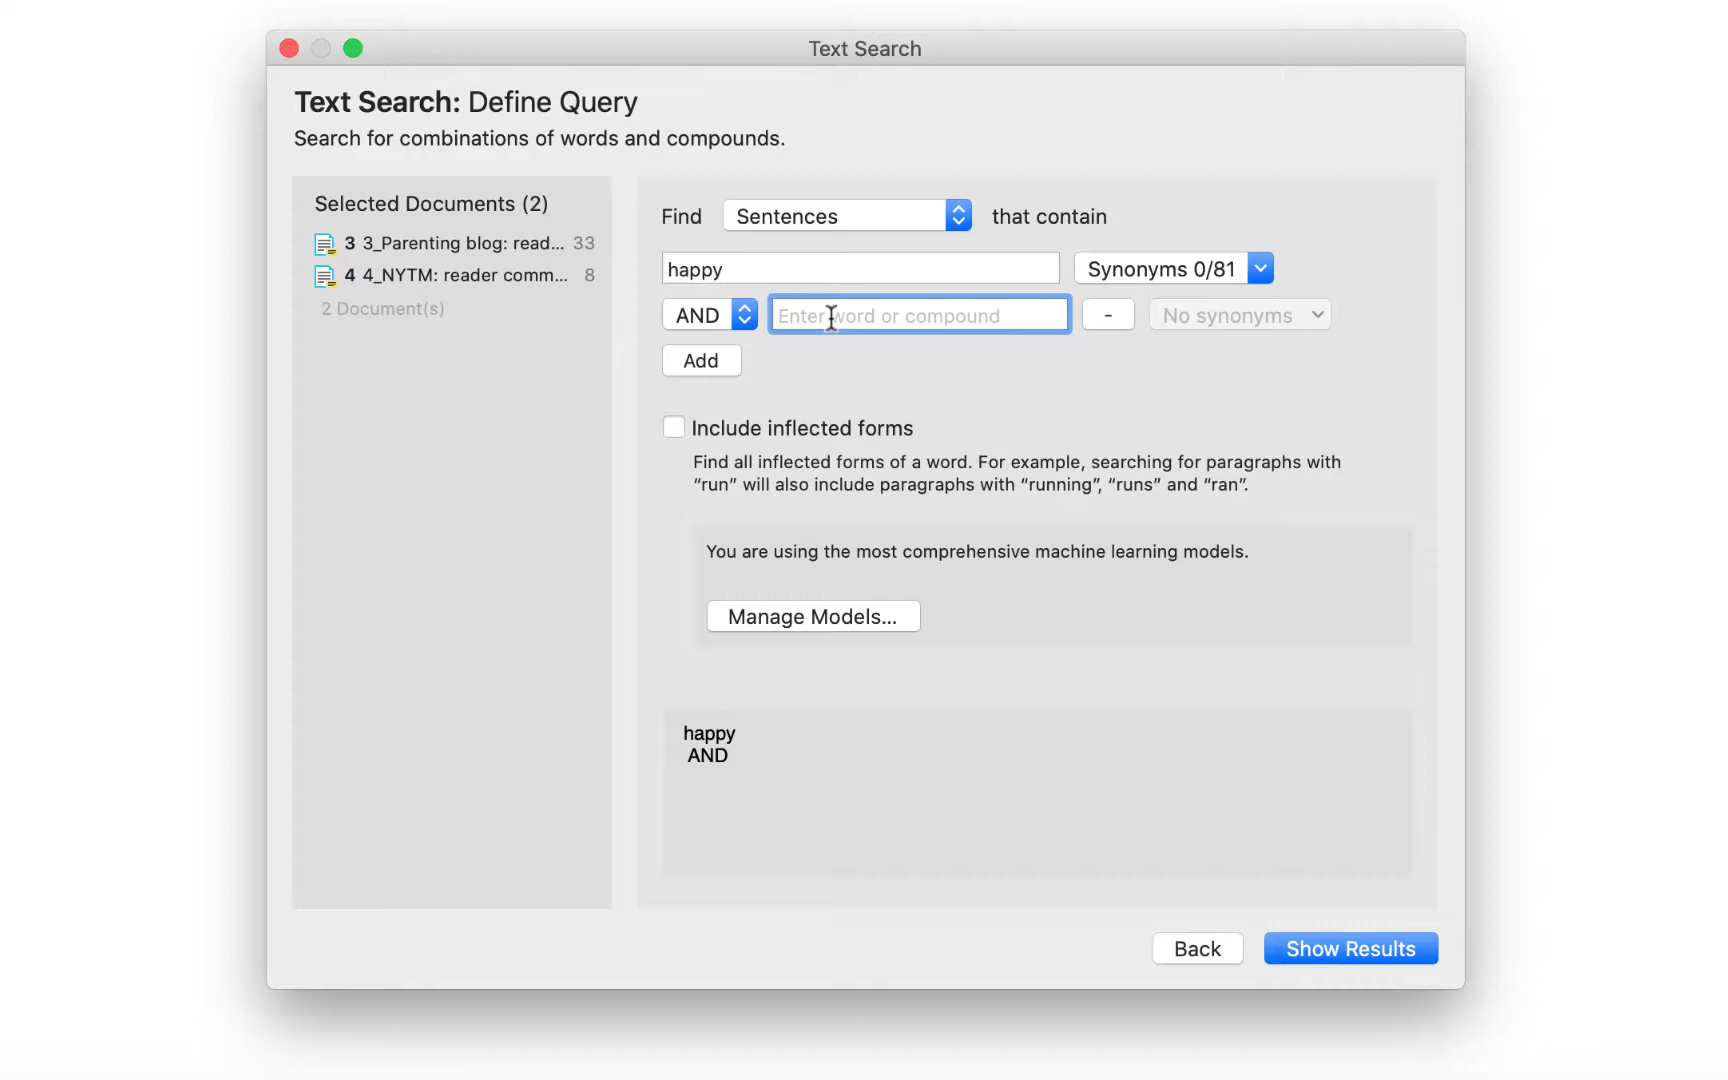 Text Search
Text Search: Define Query
Search for combinations of words and compounds.
Selected Documents (2)
3 3_Parenting blog: read... 33
4 4_NYTM: reader comm... 8
2 Document(s)
Find Sentences that contain
happy Synonyms 0/81
AND Enter word or compound - No synonyms
Add
Include inflected forms
Find all inflected forms of a word. For example, searching for paragraphs with
“run” will also include paragraphs with “running”, “runs” and “ran”.
You are using the most comprehensive machine learning models.
Manage Models...
happy
AND
Back Show Results